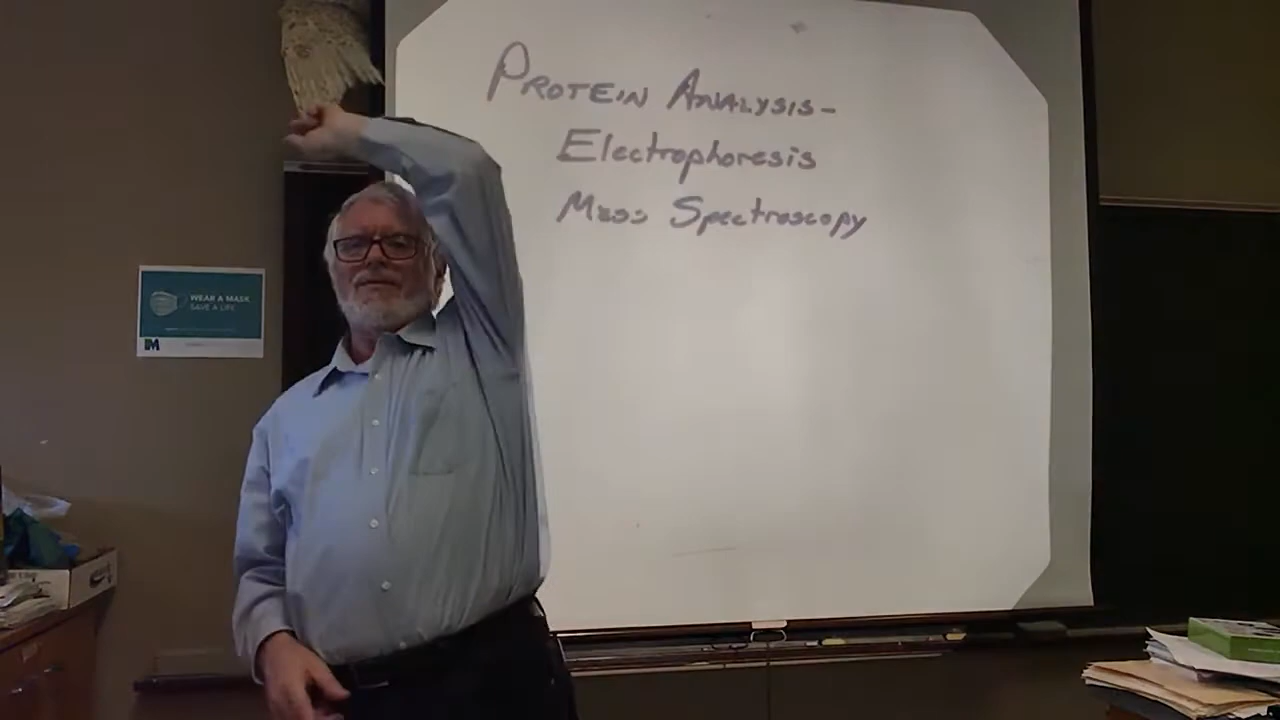 PROTEIN ANALYSIS-
Electrophoresis
Mass Spectroscopy
WEAR A MASK
SAVE A LIFE